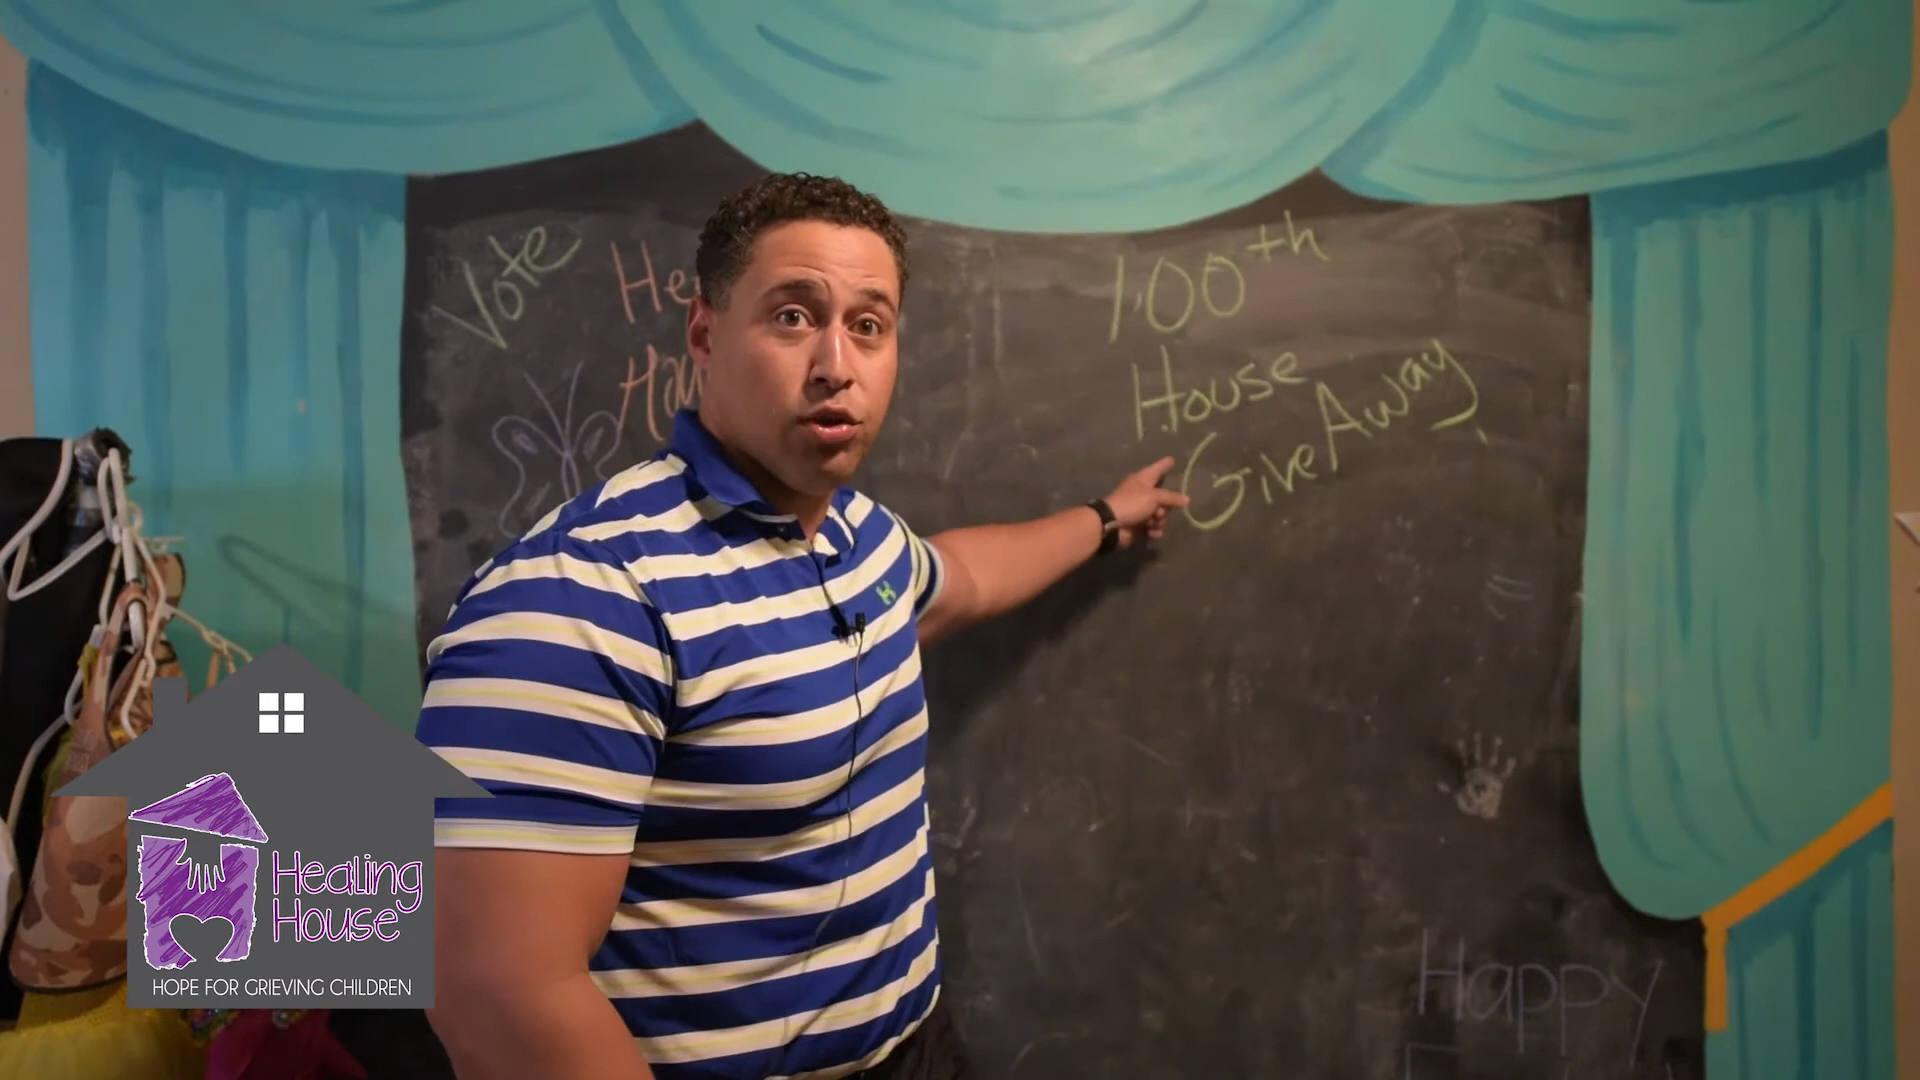 Vote
100th
House
GiveAway
Healing
House
HOPE FOR GRIEVING CHILDREN
Happy